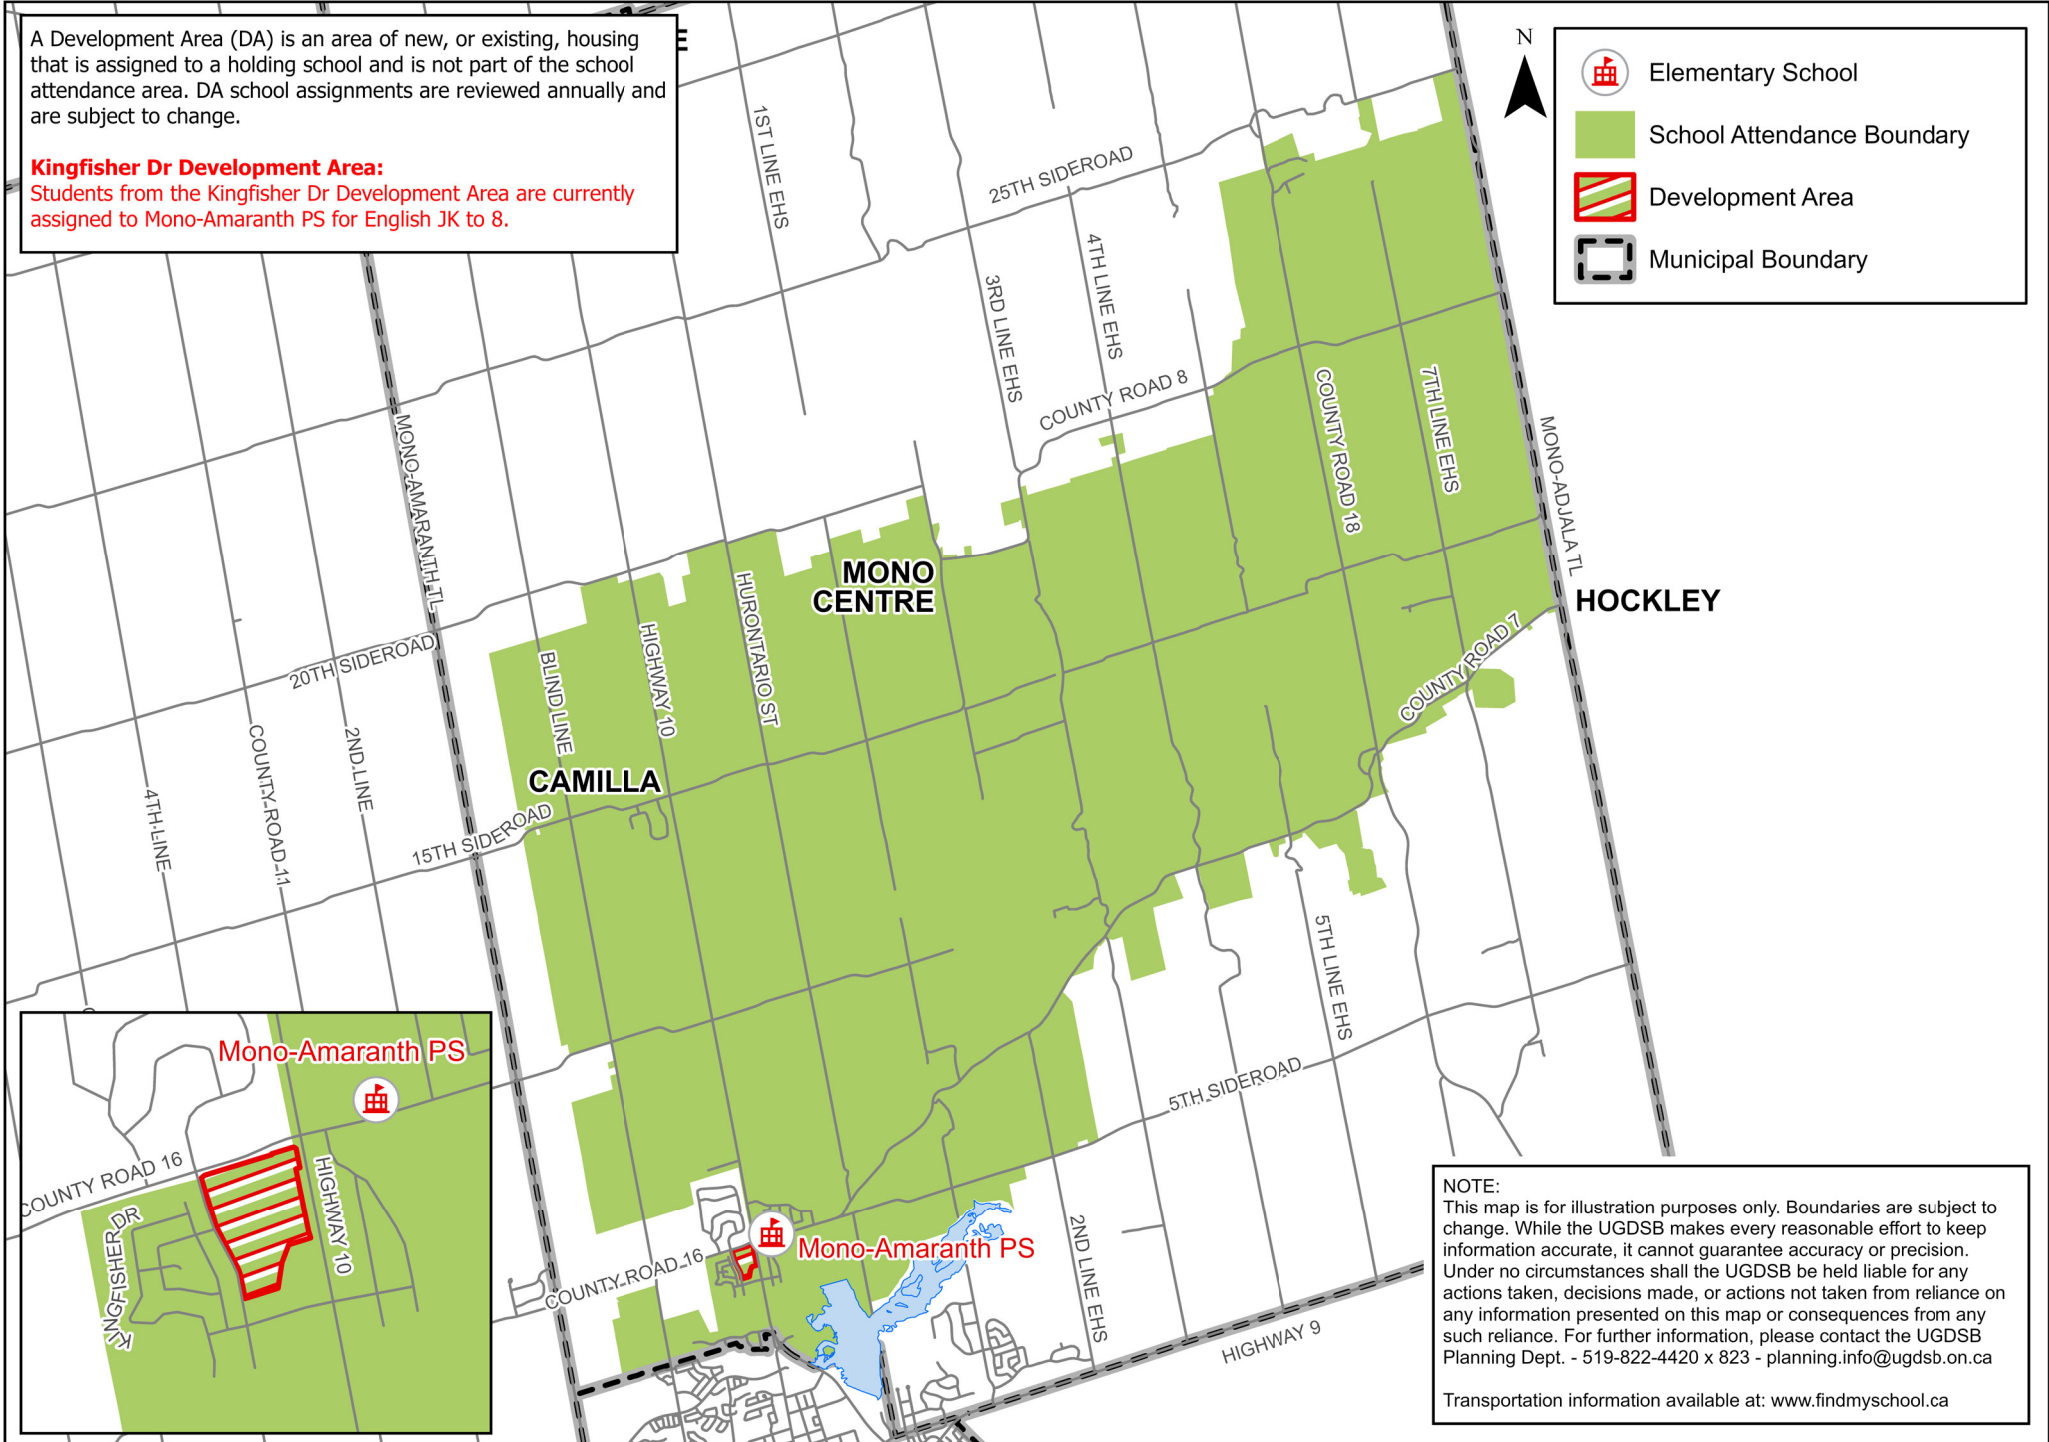 A Development Area (DA) is an area of new, or existing, housing
that is assigned to a holding school and is not part of the school
attendance area. DA school assignments are reviewed annually and
are subject to change.
Kingfisher Dr Development Area:
Students from the Kingfisher Dr Development Area are currently
assigned to Mono-Amaranth PS for English JK to 8.
E
N
Elementary School
School Attendance Boundary
Development Area
Municipal Boundary
1ST LINE EHS
25TH SIDEROAD
3RD LINE EHS
4TH LINE EHS
COUNTY ROAD 8
COUNTY ROAD 18
7TH LINE EHS
MONO-ADJALA TL
MONO-AMARANTH TL
MONO
CENTRE
HOCKLEY
20TH SIDEROAD
BLIND LINE
HIGHWAY 10
HURONTARIO ST
COUNTY ROAD 7
4TH LINE
COUNTY ROAD 11
2ND LINE
CAMILLA
15TH SIDEROAD
5TH LINE EHS
5TH SIDEROAD
Mono-Amaranth PS
COUNTY ROAD 16
KINGFISHER DR
HIGHWAY 10
COUNTY ROAD 16
Mono-Amaranth PS
2ND LINE EHS
HIGHWAY 9
NOTE:
This map is for illustration purposes only. Boundaries are subject to
change. While the UGDSB makes every reasonable effort to keep
information accurate, it cannot guarantee accuracy or precision.
Under no circumstances shall the UGDSB be held liable for any
actions taken, decisions made, or actions not taken from reliance on
any information presented on this map or consequences from any
such reliance. For further information, please contact the UGDSB
Planning Dept. - 519-822-4420 x 823 - planning.info@ugdsb.on.ca
Transportation information available at: www.findmyschool.ca